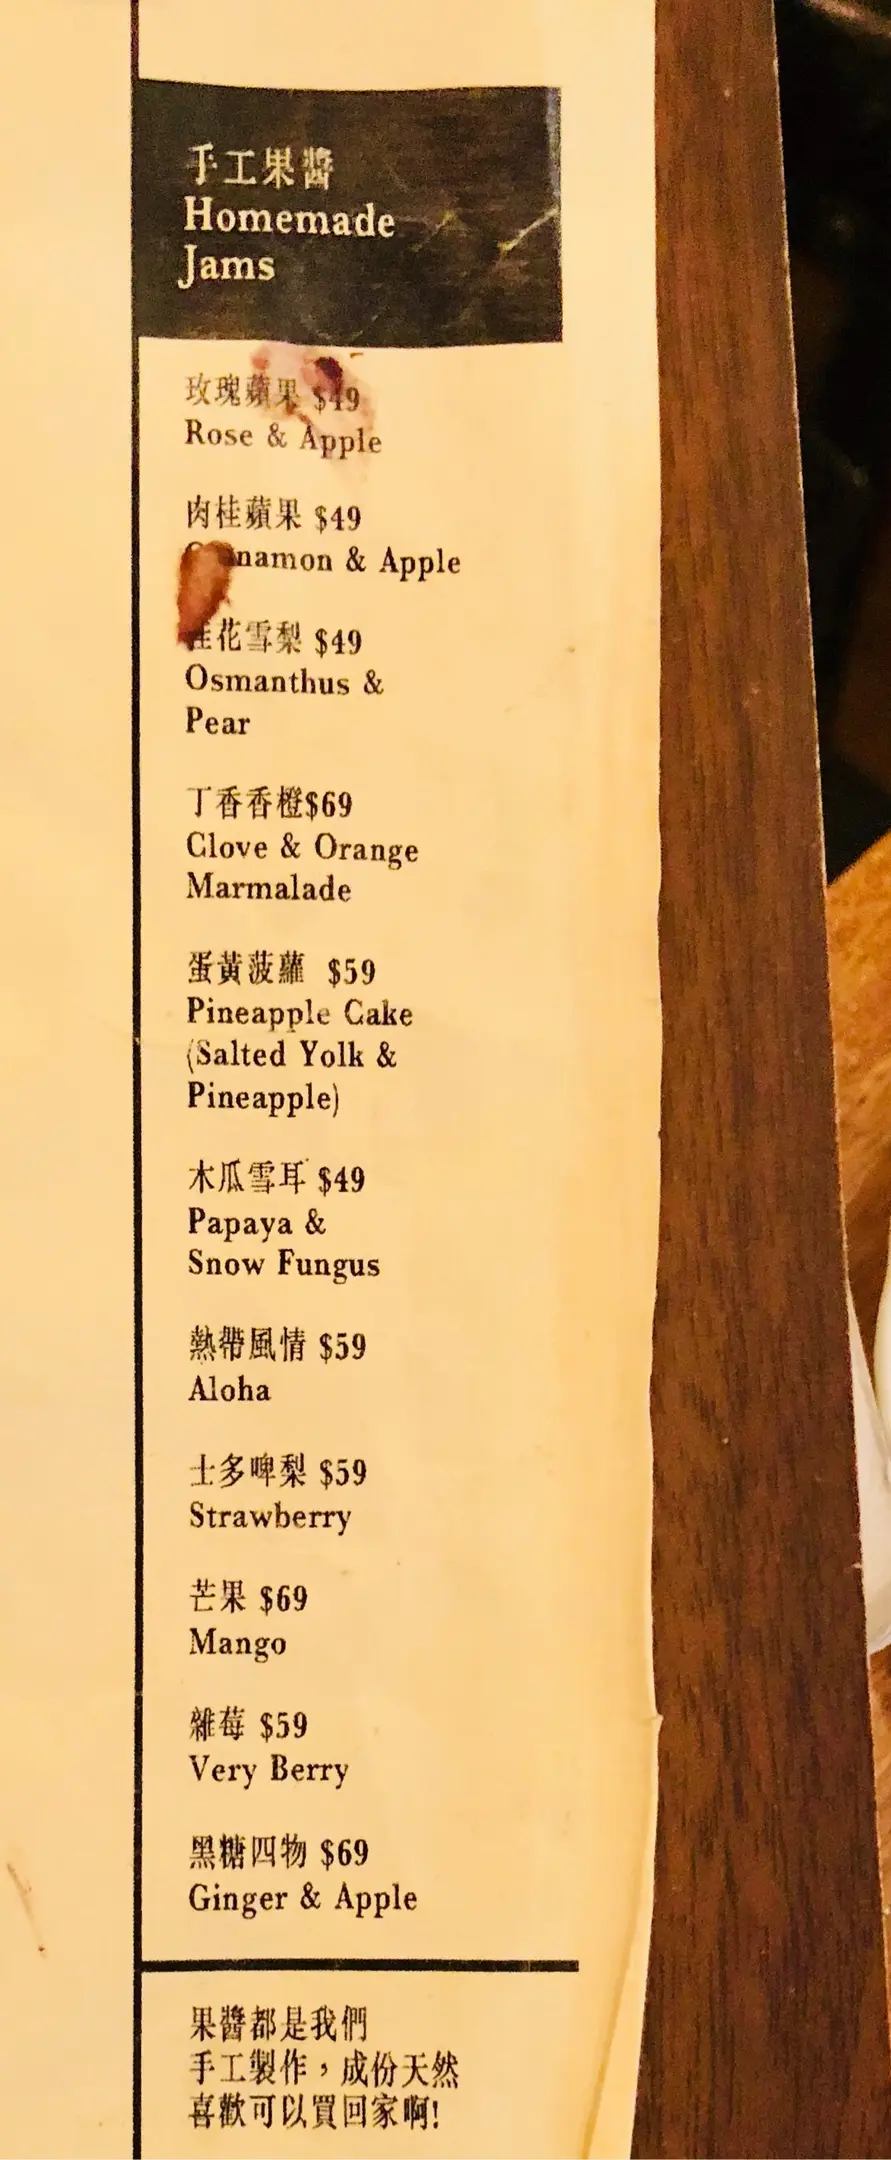 手工果醬
Homemade
Jams
玫瑰蘋果 $49
Rose & Apple
肉桂蘋果 $49
& Apple
花雪梨 $49
Osmanthus &
Pear
丁香香橙$69
Clove & Orange
Marmalade
蛋黃菠蘿 $59
Pineapple Cake
(Salted Yolk &
Pineapple)
木瓜雪耳 $49
Papaya &
Snow Fungus
熱帶風情 $59
Aloha
士多啤梨 $59
Strawberry
芒果 $69
Mango
雜莓 $59
Very Berry
黑糖四物 $69
Ginger & Apple
果醬都是我們
手工製作，成份天然
喜歡可以買回家啊!